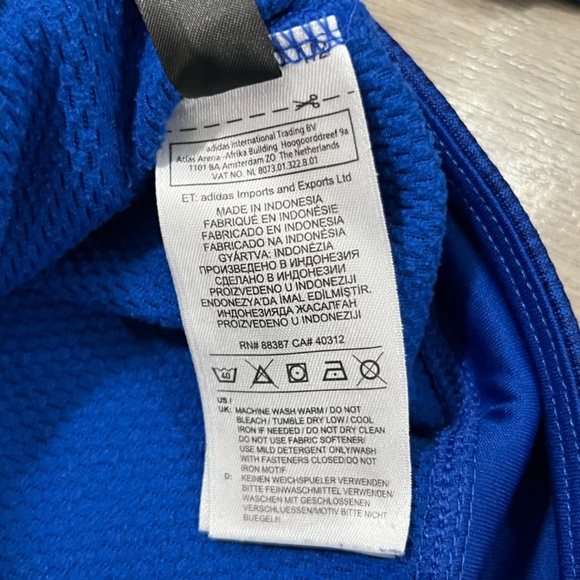 adidas International Trading BV
Atlas Arena -Afrika Building Hoogoorddreef 9a
1101 BA Amsterdam ZO The Netherlands
VAT NO. NL 8073.01.322.B.01
ET: adidas Imports and Exports Ltd
MADE IN INDONESIA
FABRIQUÉ EN INDONÉSIE
FABRICADO EN INDONESIA
FABRICADO NA INDONÉSIA
GYÁRTVA: INDONÉZIA
ПРОИЗВЕДЕНО В ИНДОНЕЗИЯ
СДЕЛАНО В ИНДОНЕЗИИ
PROIZVEDENO U INDONEZIJI
ENDONEZYA'DA IMAL EDILMIŞTIR
ИНДОНЕЗИЯДА ЖАСАЛҒАН
PROIZVEDENO U INDONEZIJI
RN# 88387 CA# 40312
40
US /
UK: MACHINE WASH WARM / DO NOT
BLEACH / TUMBLE DRY LOW / COOL
IRON IF NEEDED / DO NOT DRY CLEAN
DO NOT USE FABRIC SOFTENER/
USE MILD DETERGENT ONLY/WASH
WITH FASTENERS CLOSED/DO NOT
IRON MOTIF
D: KEINEN WEICHSPUELER VERWENDEN/
BITTE FEINWASCHMITTEL VERWENDEN/
WASCHEN MIT GESCHLOSSENEN
VERSCHLUESSEN/MOTIV BITTE NICHT
BUEGELN